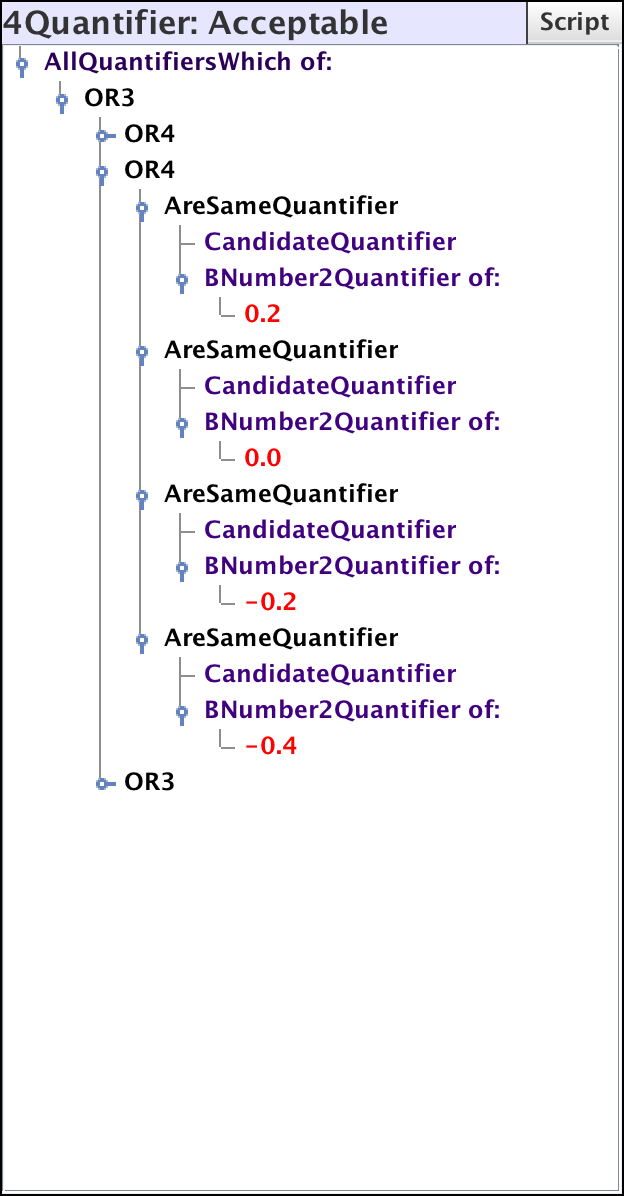 4Quantifier: Acceptable Script
AllQuantifiersWhich of:
OR3
OR4
OR4
AreSameQuantifier
CandidateQuantifier
BNumber2Quantifier of:
0.2
AreSameQuantifier
CandidateQuantifier
BNumber2Quantifier of:
0.0
AreSameQuantifier
CandidateQuantifier
BNumber2Quantifier of:
-0.2
AreSameQuantifier
CandidateQuantifier
BNumber2Quantifier of:
-0.4
OR3